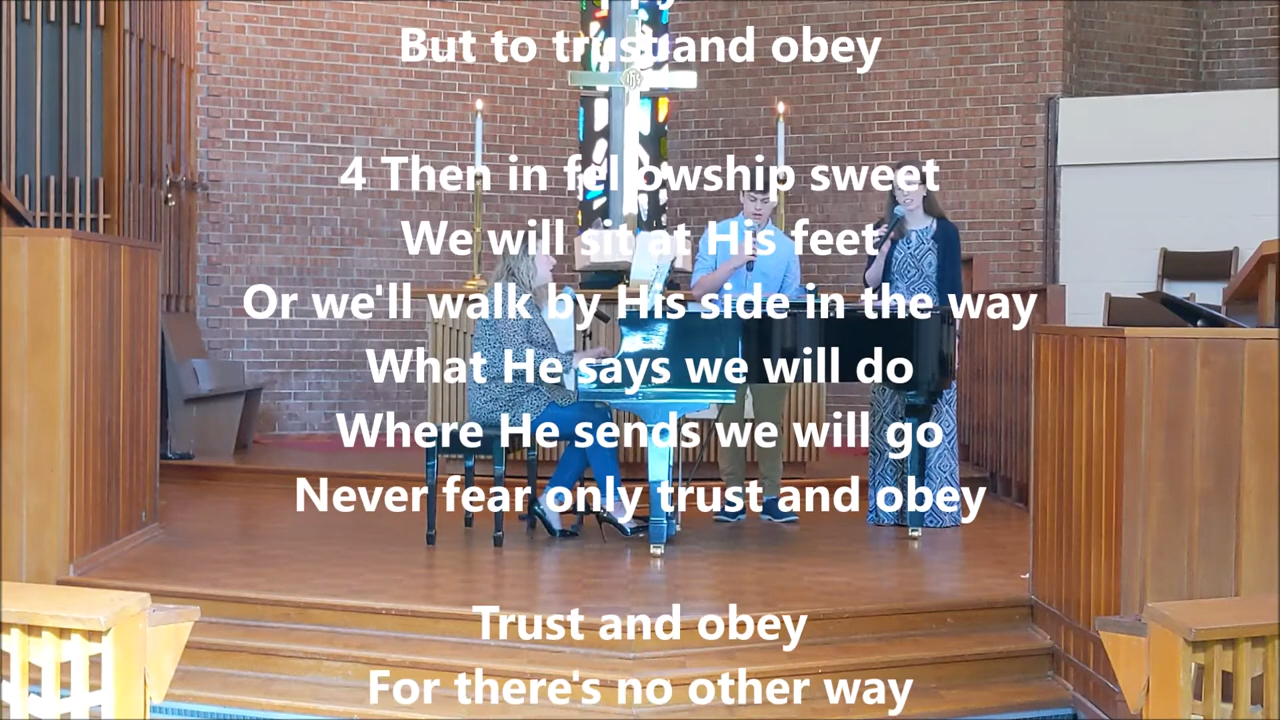 But to trust and obey
4 Then in fellowship sweet
We will sit at His feet
Or we'll walk by His side in the way
What He says we will do
Where He sends we will go
Never fear only trust and obey
Trust and obey
For there's no other way